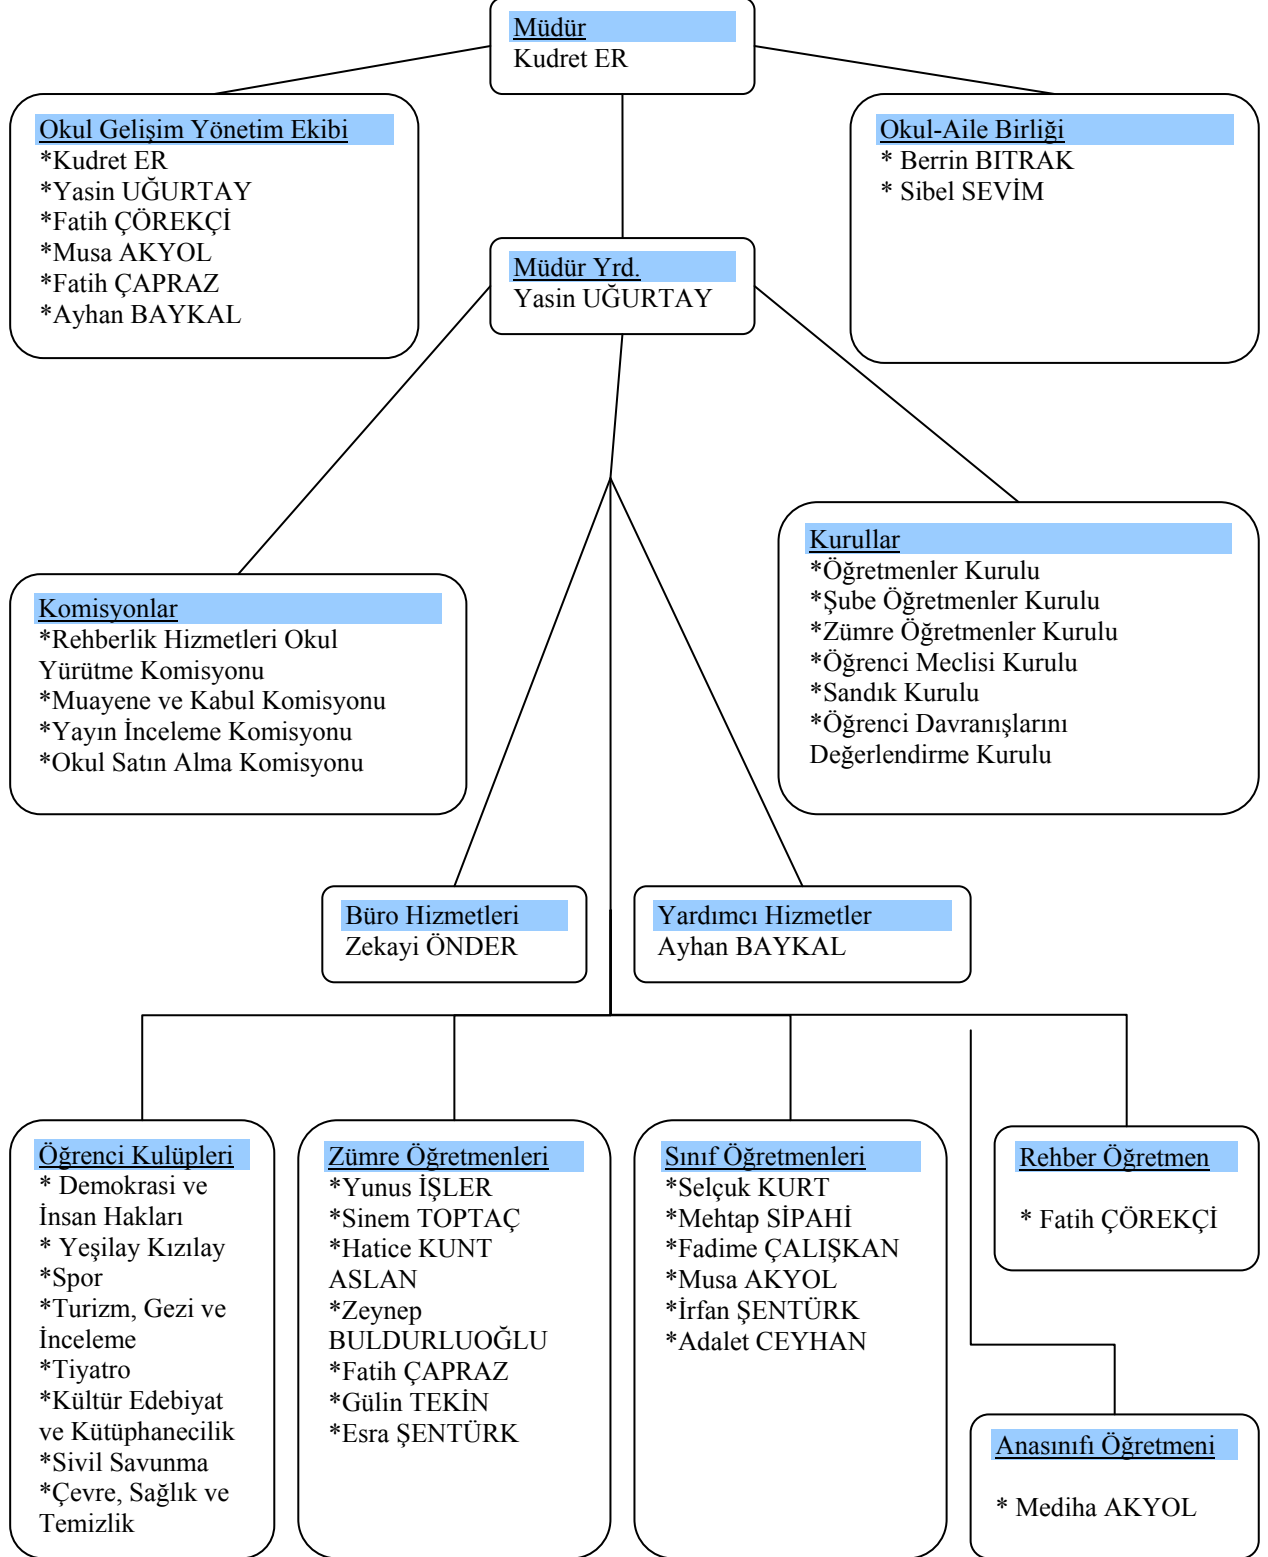 Müdür
Kudret ER
Okul Gelişim Yönetim Ekibi
*Kudret ER
*Yasin UĞURTAY
*Fatih ÇÖREKÇİ
*Musa AKYOL
*Fatih ÇAPRAZ
*Ayhan BAYKAL
Okul-Aile Birliği
* Berrin BITRAK
* Sibel SEVİM
Müdür Yrd.
Yasin UĞURTAY
Komisyonlar
*Rehberlik Hizmetleri Okul
Yürütme Komisyonu
*Muayene ve Kabul Komisyonu
*Yayın İnceleme Komisyonu
*Okul Satın Alma Komisyonu
Kurullar
*Öğretmenler Kurulu
*Şube Öğretmenler Kurulu
*Zümre Öğretmenler Kurulu
*Öğrenci Meclisi Kurulu
*Sandık Kurulu
*Öğrenci Davranışlarını
Değerlendirme Kurulu
Büro Hizmetleri
Zekayi ÖNDER
Yardımcı Hizmetler
Ayhan BAYKAL
Öğrenci Kulüpleri
* Demokrasi ve
İnsan Hakları
* Yeşilay Kızılay
*Spor
*Turizm, Gezi ve
İnceleme
*Tiyatro
*Kültür Edebiyat
ve Kütüphanecilik
*Sivil Savunma
*Çevre, Sağlık ve
Temizlik
Zümre Öğretmenleri
*Yunus İŞLER
*Sinem TOPTAÇ
*Hatice KUNT
ASLAN
*Zeynep
BULDURLUOĞLU
*Fatih ÇAPRAZ
*Gülin TEKİN
*Esra ŞENTÜRK
Sınıf Öğretmenleri
*Selçuk KURT
*Mehtap SİPAHİ
*Fadime ÇALIŞKAN
*Musa AKYOL
*İrfan ŞENTÜRK
*Adalet CEYHAN
Rehber Öğretmen
* Fatih ÇÖREKÇİ
Anasınıfı Öğretmeni
* Mediha AKYOL